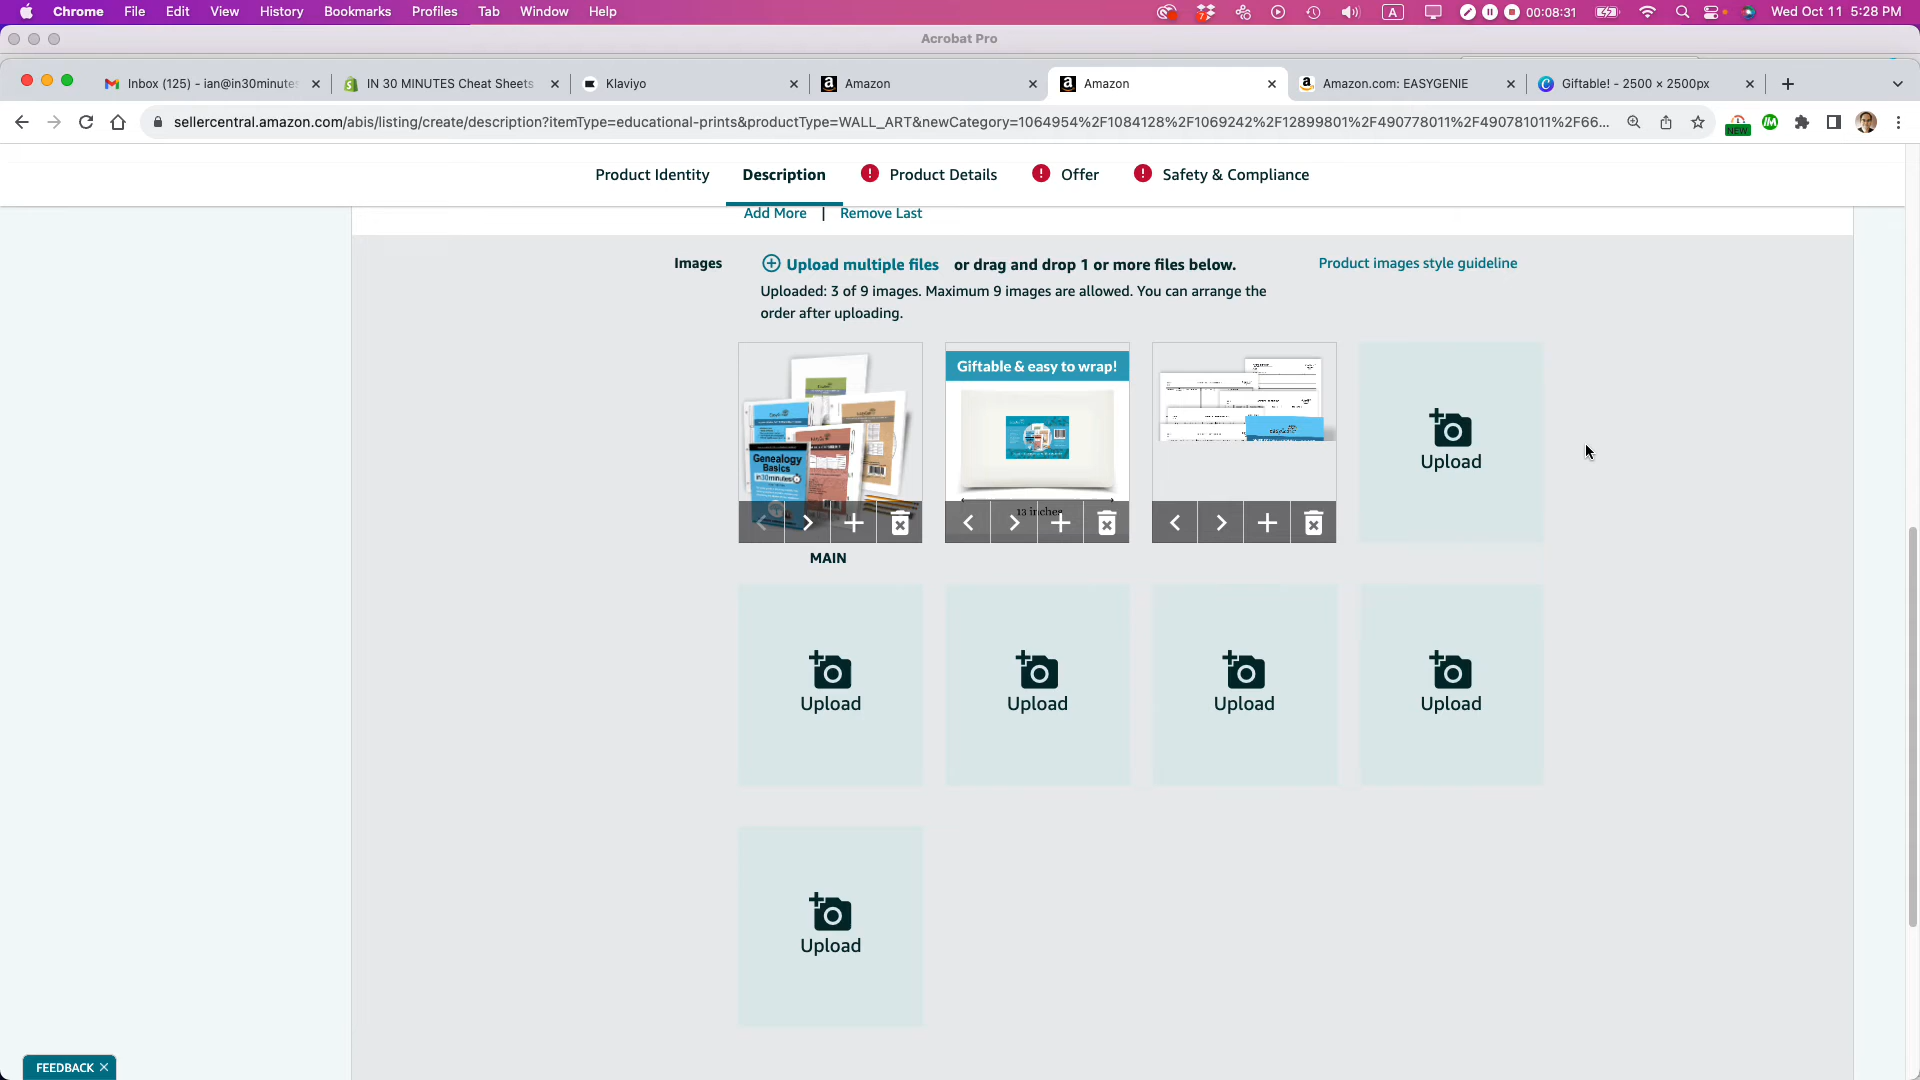 Chrome File Edit View History Bookmarks Profiles Tab Window Help 7 A 00:08:31 Wed Oct 11 5:28 PM
Acrobat Pro
Inbox (125) - ian@in30minutes IN 30 MINUTES Cheat Sheets Klaviyo Amazon Amazon Amazon.com: EASYGENIE Giftable! - 2500 × 2500px
sellercentral.amazon.com/abis/listing/create/description?itemType=educational-prints&productType=WALL_ART&newCategory=1064954%2F1084128%2F1069242%2F12899801%2F490778011%2F490781011%2F66... NEW
Product Identity Description Product Details Offer Safety & Compliance
Add More | Remove Last
Images Upload multiple files or drag and drop 1 or more files below. Product images style guideline
Uploaded: 3 of 9 images. Maximum 9 images are allowed. You can arrange the
order after uploading.
Giftable & easy to wrap!
Genealogy
Basics
in30minutes
13 inches
Upload
MAIN
Upload Upload Upload Upload
Upload
FEEDBACK